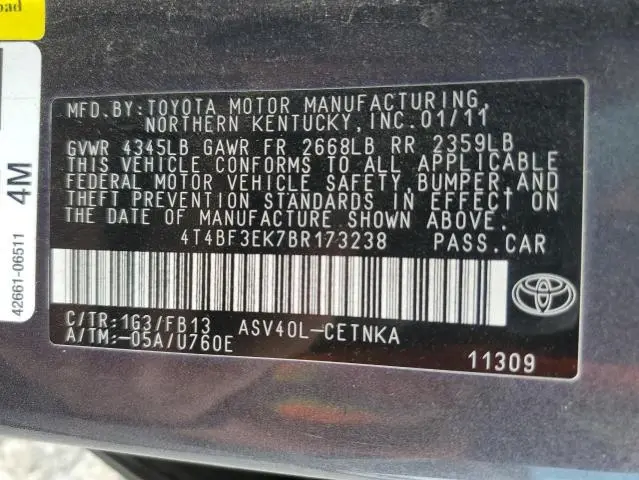 oad
4M
42661-06511
MFD.BY:TOYOTA MOTOR MANUFACTURING,
NORTHERN KENTUCKY,INC.01/11
GVWR 4345LB GAWR FR 2668LB RR 2359LB
THIS VEHICLE CONFORMS TO ALL APPLICABLE
FEDERAL MOTOR VEHICLE SAFETY,BUMPER,AND
THEFT PREVENTION STANDARDS IN EFFECT ON
THE DATE OF MANUFACTURE SHOWN ABOVE.
4T4BF3EK7BR173238 PASS.CAR
C/TR:1G3/FB13 ASV40L-CETNKA
A/TM:-05A/U760E
11309